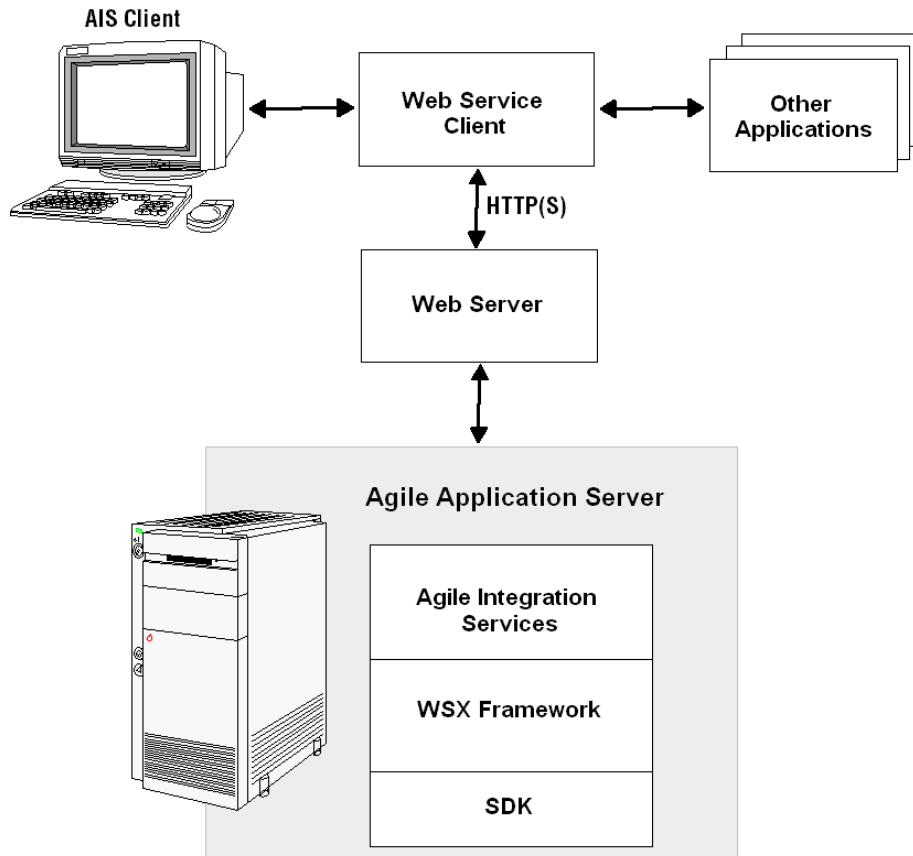 AIS Client
Web Service
Client
Other
Applications
HTTP(S)
Web Server
Agile Application Server
Agile Integration
Services
WSX Framework
SDK